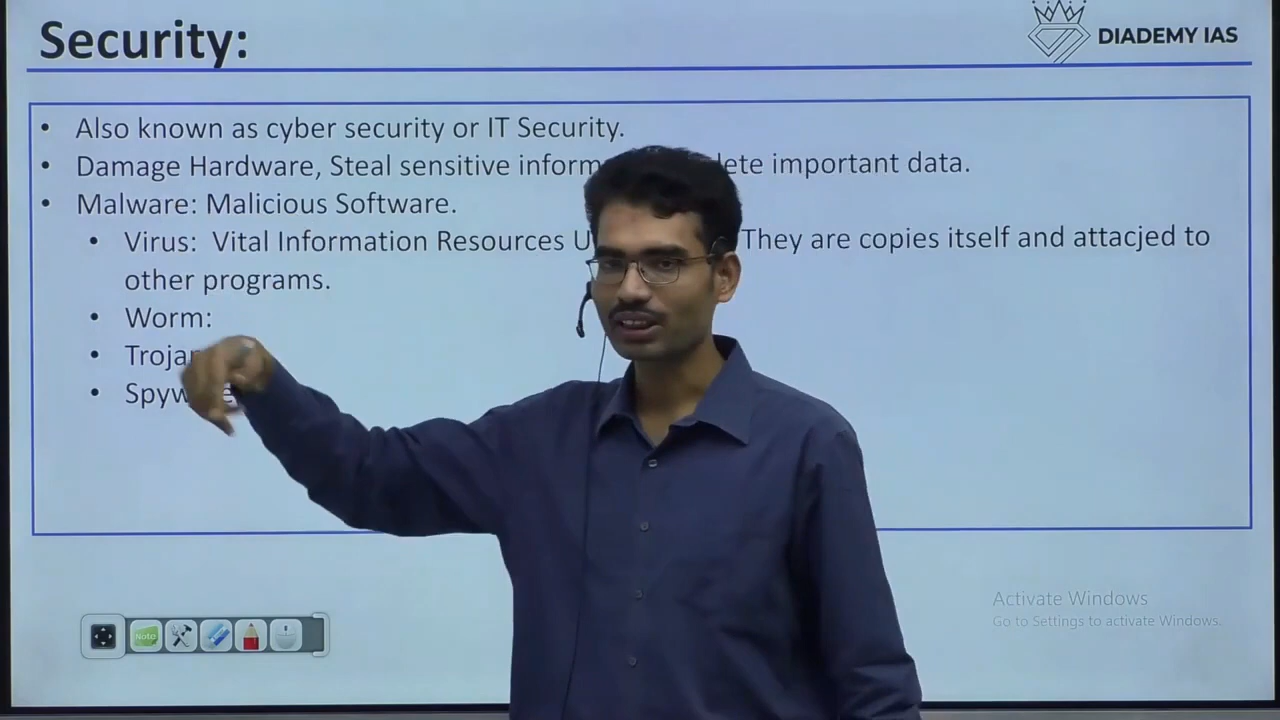 Security:
DIADEMY IAS
• Also known as cyber security or IT Security.
• Damage Hardware, Steal sensitive important data.
• Malware: Malicious Software.
• Virus: Vital Information Resources They are copies itself and attacjed to
other programs.
• Worm:
•
•
Note
Activate Windows
Go to Settings to activate Windows.